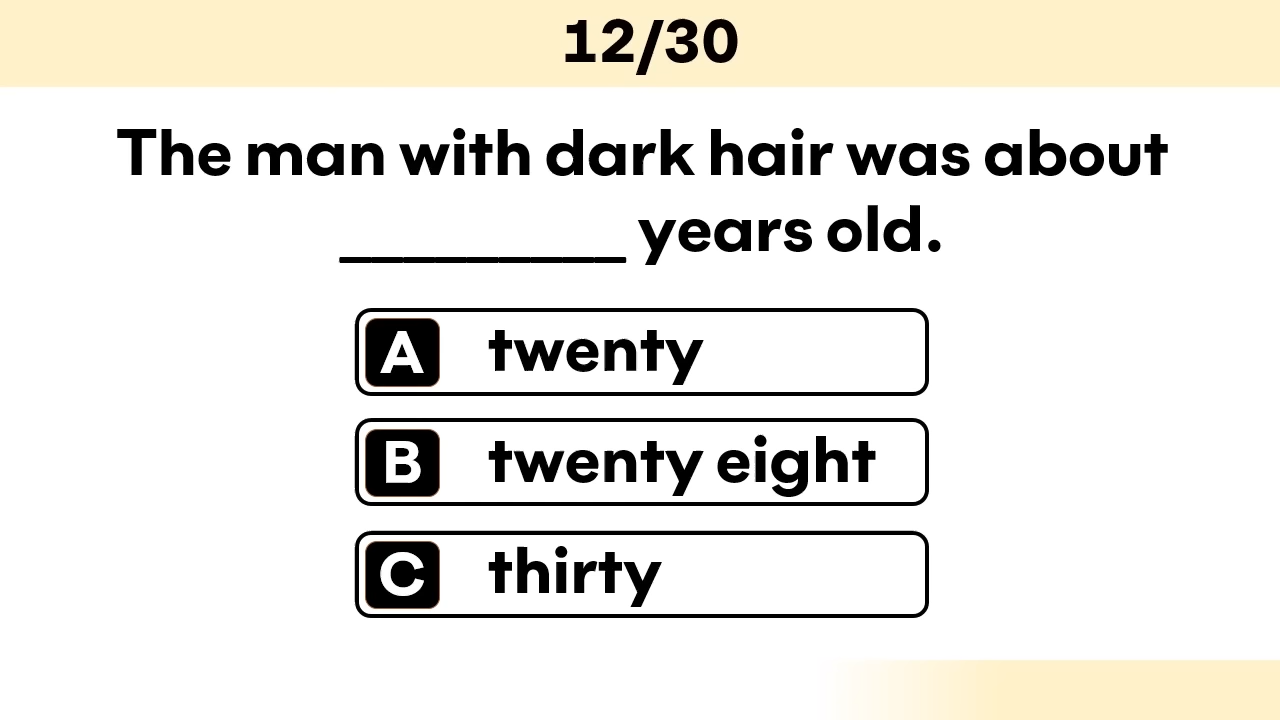 12/30
The man with dark hair was about
_________ years old.
A twenty
B twenty eight
C thirty